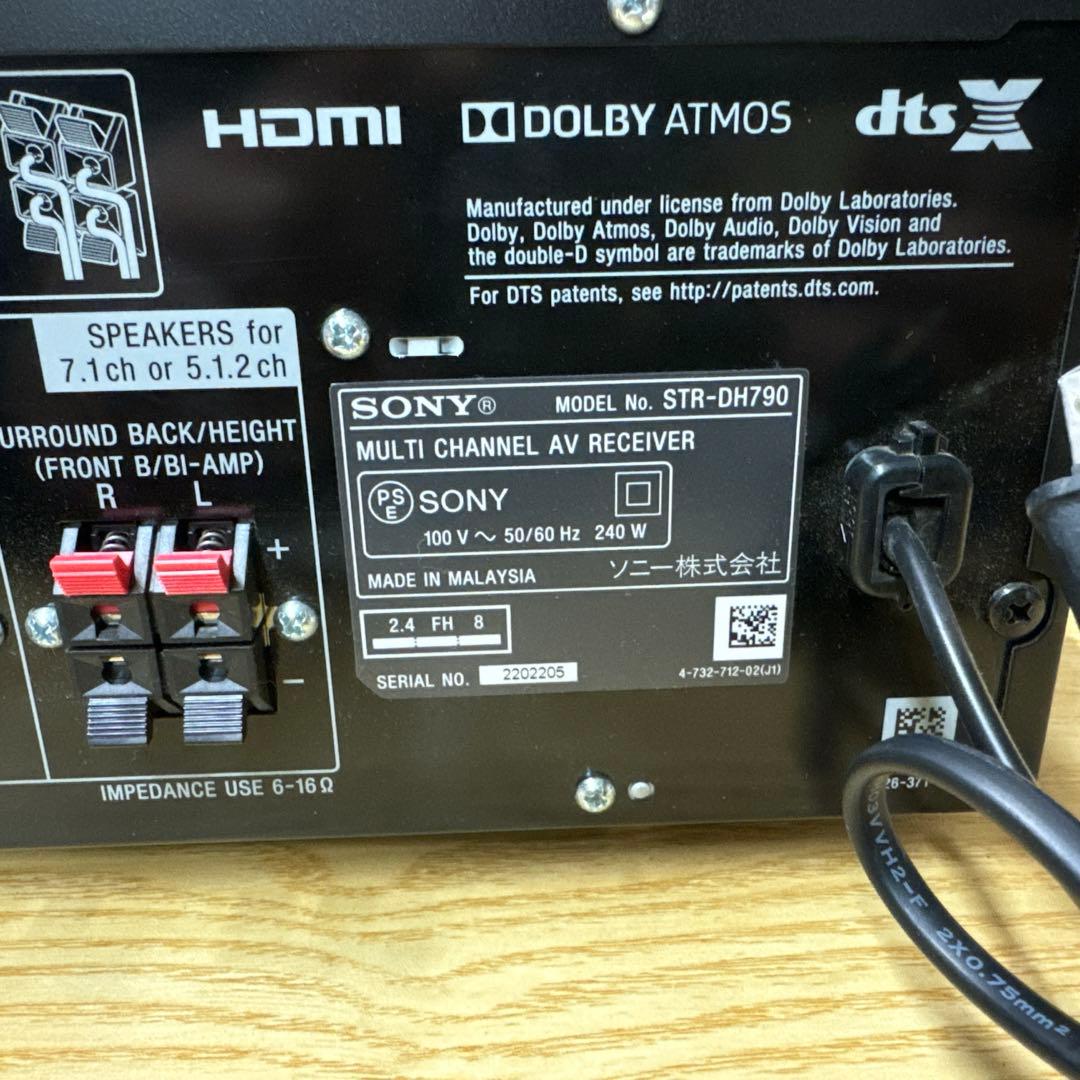 HDMI
DOLBY ATMOS
dts X
Manufactured under license from Dolby Laboratories.
Dolby, Dolby Atmos, Dolby Audio, Dolby Vision and
the double-D symbol are trademarks of Dolby Laboratories.
For DTS patents, see http://patents.dts.com.
SPEAKERS for
7.1ch or 5.1.2ch
URROUND BACK/HEIGHT
(FRONT B/BI-AMP)
R L
+
−
IMPEDANCE USE 6-16Ω
SONY® MODEL No. STR-DH790
MULTI CHANNEL AV RECEIVER
PSE SONY
100 V ～ 50/60 Hz 240 W
MADE IN MALAYSIA ソニー株式会社
2.4 FH 8
SERIAL NO. 2202205
4-732-712-02(J1)
VVH2-F 2X0.75mm²